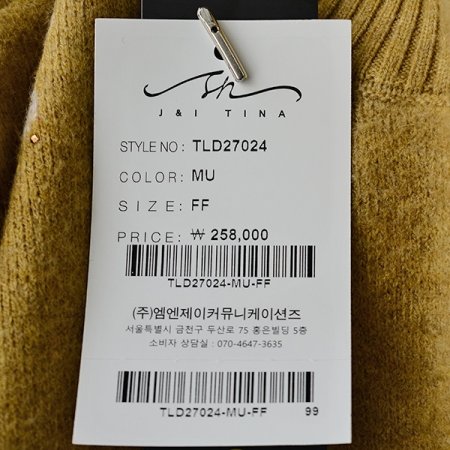 sh
J & I TINA
STYLE NO: TLD27024
COLOR: MU
SIZE: FF
PRICE: ₩ 258,000
TLD27024-MU-FF
(주)엠엔제이커뮤니케이션즈
서울특별시 금천구 두산로 75 홍은빌딩 5층
소비자 상담실 : 070-4647-3635
TLD27024-MU-FF 99